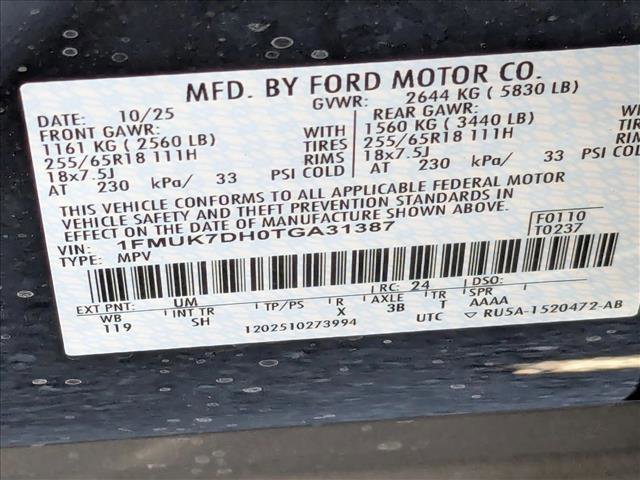 MFD. BY FORD MOTOR CO.
DATE: 10/25 GVWR: 2644 KG ( 5830 LB)
FRONT GAWR: REAR GAWR:
1161 KG ( 2560 LB) WITH 1560 KG ( 3440 LB) WITH
255/65R18 111H TIRES 255/65R18 111H TIRES
18x7.5J RIMS 18x7.5J RIMS
AT 230 kPa/ 33 PSI COLD AT 230 kPa/ 33 PSI COLD
THIS VEHICLE CONFORMS TO ALL APPLICABLE FEDERAL MOTOR
VEHICLE SAFETY AND THEFT PREVENTION STANDARDS IN
EFFECT ON THE DATE OF MANUFACTURE SHOWN ABOVE.
VIN: 1FMUK7DH0TGA31387 F0110
TYPE: MPV T0237
EXT PNT: UM RC: 24 DSO:
WB INT TR TP/PS R AXLE TR SPR
119 SH X 3B T AAAA
1202510273994 UTC ▽ RU5A-1520472-AB